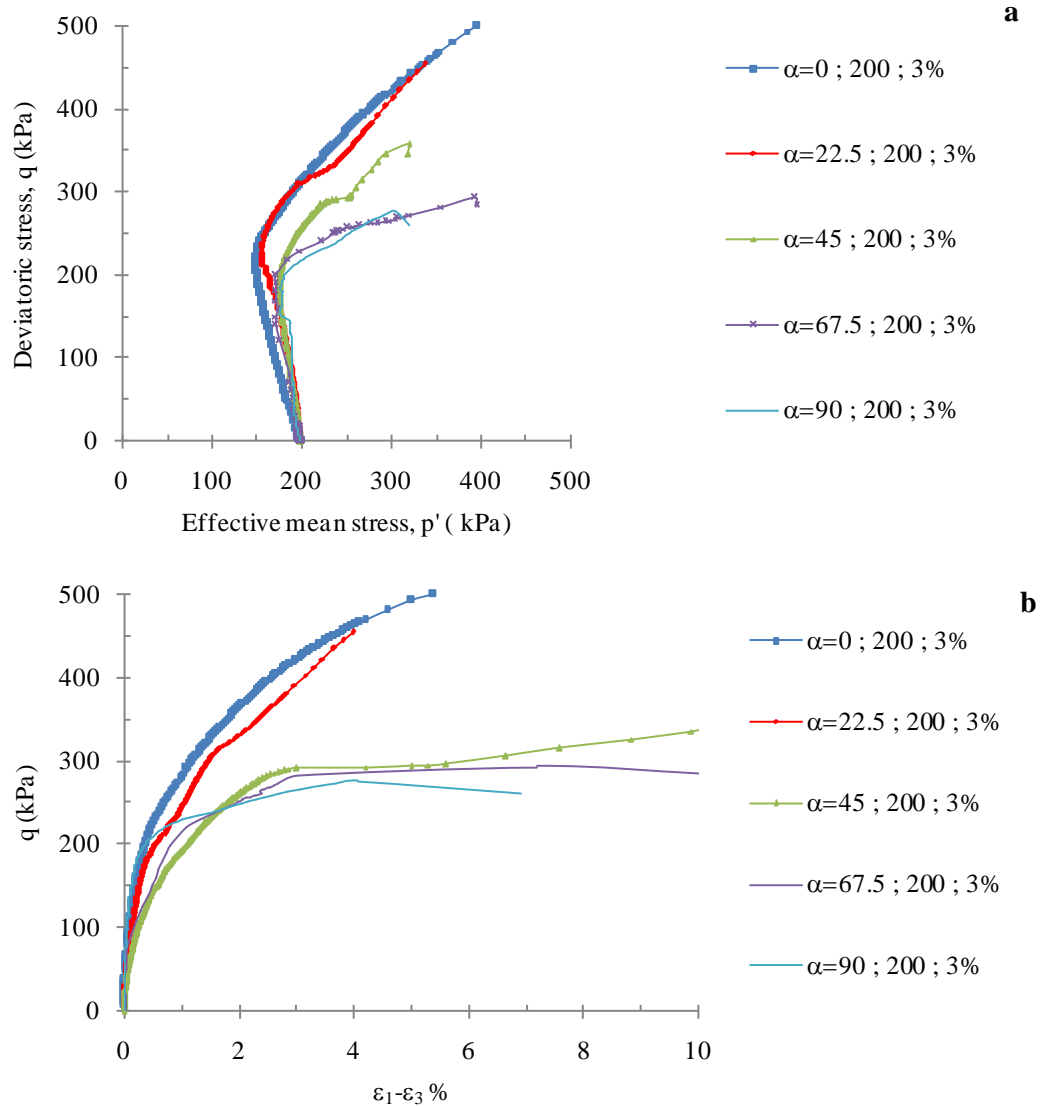 a
500
400
300
200
100
0
Deviatoric stress, q (kPa)
0 100 200 300 400 500
Effective mean stress, p' ( kPa)
α=0 ; 200 ; 3%
α=22.5 ; 200 ; 3%
α=45 ; 200 ; 3%
α=67.5 ; 200 ; 3%
α=90 ; 200 ; 3%
b
500
400
300
200
100
0
q (kPa)
0 2 4 6 8 10
ε1-ε3 %
α=0 ; 200 ; 3%
α=22.5 ; 200 ; 3%
α=45 ; 200 ; 3%
α=67.5 ; 200 ; 3%
α=90 ; 200 ; 3%